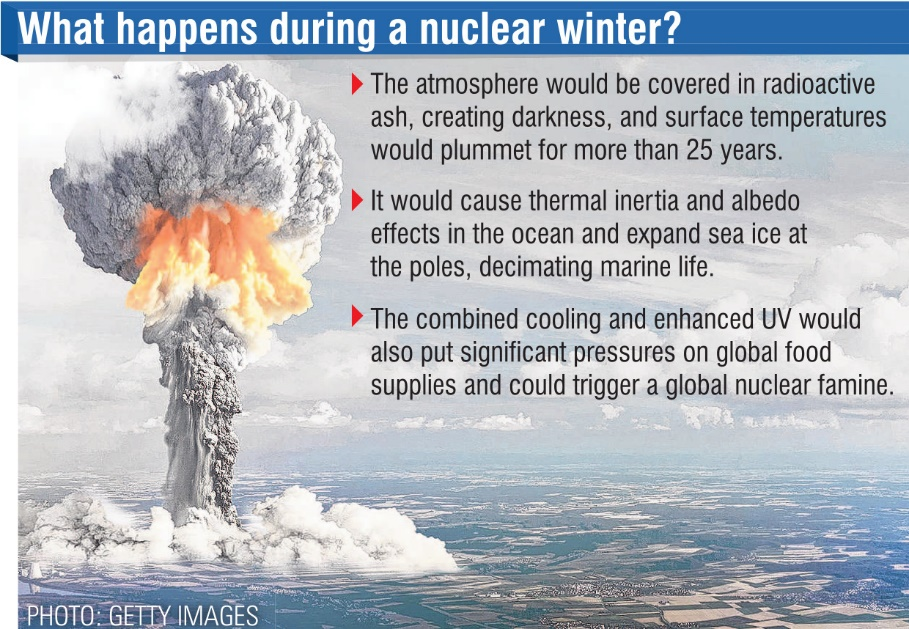 What happens during a nuclear winter?
The atmosphere would be covered in radioactive
ash, creating darkness, and surface temperatures
would plummet for more than 25 years.
It would cause thermal inertia and albedo
effects in the ocean and expand sea ice at
the poles, decimating marine life.
The combined cooling and enhanced UV would
also put significant pressures on global food
supplies and could trigger a global nuclear famine.
PHOTO: GETTY IMAGES